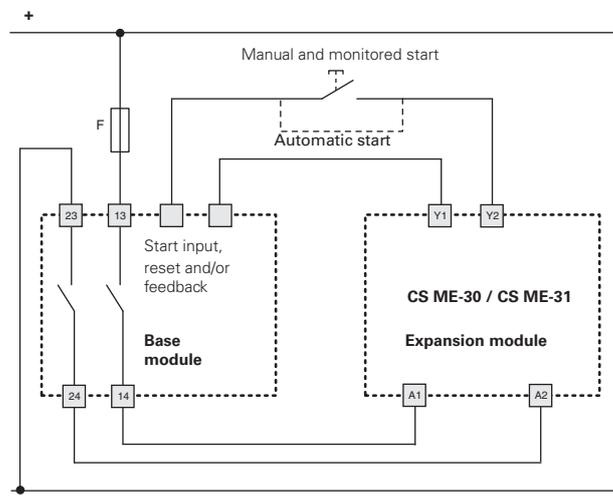 +
Manual and monitored start
F
Automatic start
23
13
Y1
Y2
Start input,
reset and/or
feedback
CS ME-30 / CS ME-31
Base
module
Expansion module
24
14
A1
A2